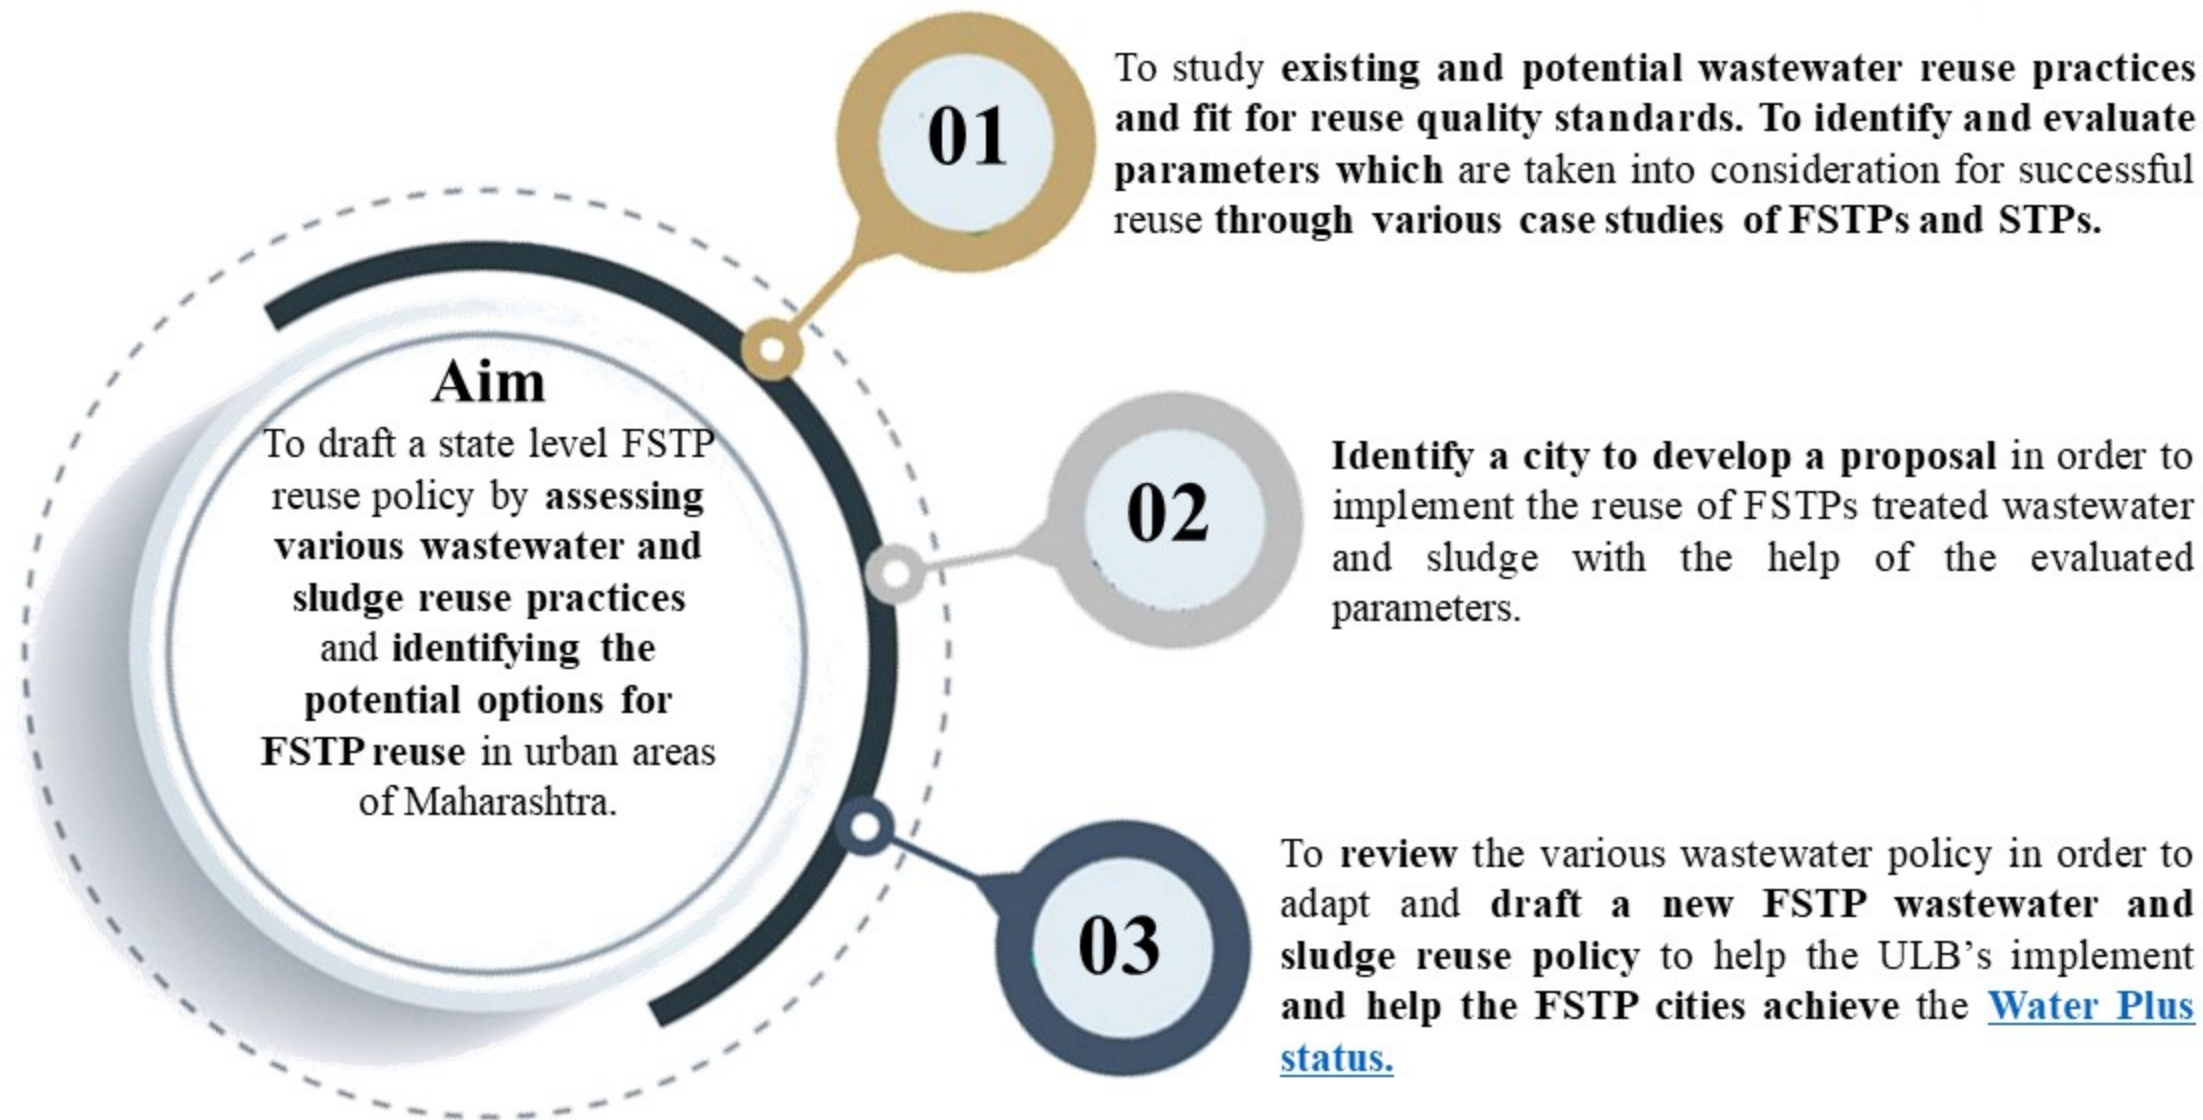 Aim
To draft a state level FSTP
reuse policy by assessing
various wastewater and
sludge reuse practices
and identifying the
potential options for
FSTP reuse in urban areas
of Maharashtra.
01
To study existing and potential wastewater reuse practices
and fit for reuse quality standards. To identify and evaluate
parameters which are taken into consideration for successful
reuse through various case studies of FSTPs and STPs.
02
Identify a city to develop a proposal in order to
implement the reuse of FSTPs treated wastewater
and sludge with the help of the evaluated
parameters.
03
To review the various wastewater policy in order to
adapt and draft a new FSTP wastewater and
sludge reuse policy to help the ULB’s implement
and help the FSTP cities achieve the Water Plus
status.